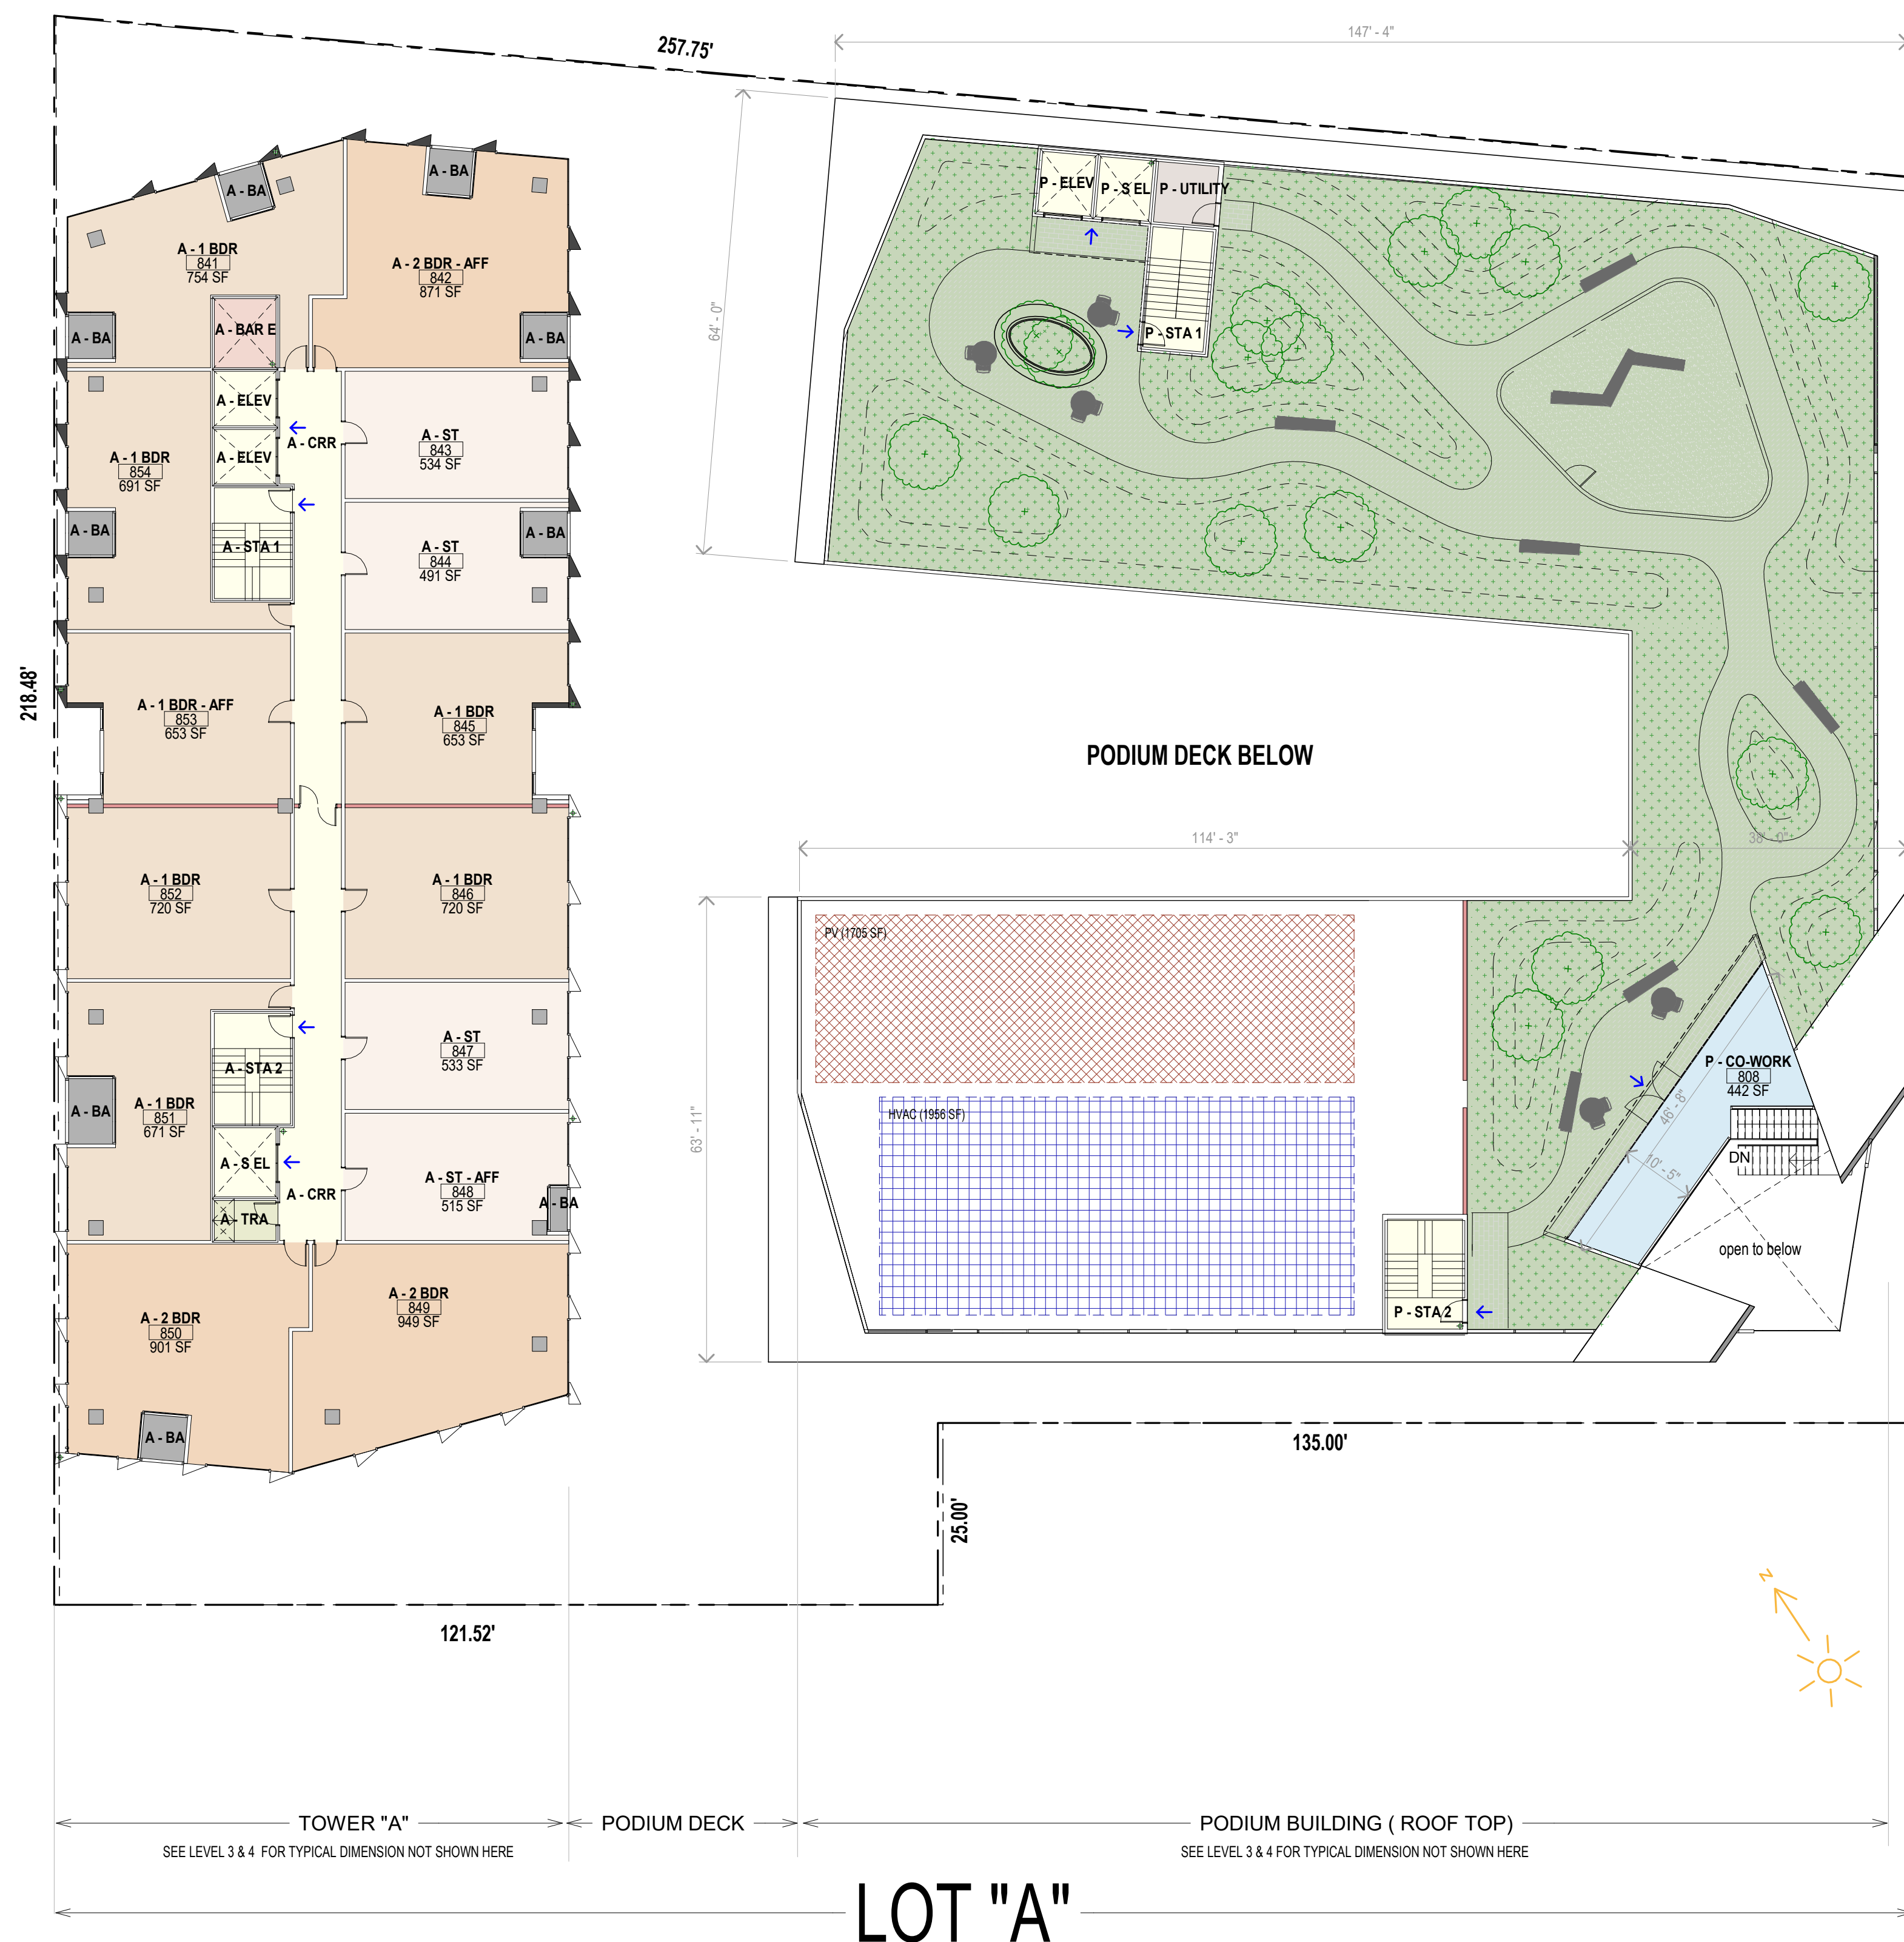 257.75'
147' - 4"
A - BA
A - BA
P - ELEV
P - S EL
P - UTILITY
A - 1 BDR
841
754 SF
A - 2 BDR - AFF
842
871 SF
64' - 0"
A - BA
A - BAR E
A - BA
P - STA 1
A - ELEV
A - CRR
A - ST
843
534 SF
A - ELEV
A - 1 BDR
854
691 SF
A - BA
A - STA 1
A - ST
844
491 SF
A - BA
218.48'
A - 1 BDR - AFF
853
653 SF
A - 1 BDR
845
653 SF
PODIUM DECK BELOW
114' - 3"
38' - 0"
A - 1 BDR
852
720 SF
A - 1 BDR
846
720 SF
PV (1705 SF)
A - STA 2
A - ST
847
533 SF
A - BA
A - 1 BDR
851
671 SF
HVAC (1956 SF)
63' - 11"
P - CO-WORK
808
442 SF
46' - 8"
10' - 5"
DN
A - S EL
A - CRR
A - ST - AFF
848
515 SF
A - BA
A - TRA
open to below
A - 2 BDR
850
901 SF
A - 2 BDR
849
949 SF
P - STA 2
A - BA
135.00'
25.00'
121.52'
N
TOWER "A"
PODIUM DECK
PODIUM BUILDING ( ROOF TOP)
SEE LEVEL 3 & 4 FOR TYPICAL DIMENSION NOT SHOWN HERE
SEE LEVEL 3 & 4 FOR TYPICAL DIMENSION NOT SHOWN HERE
LOT "A"